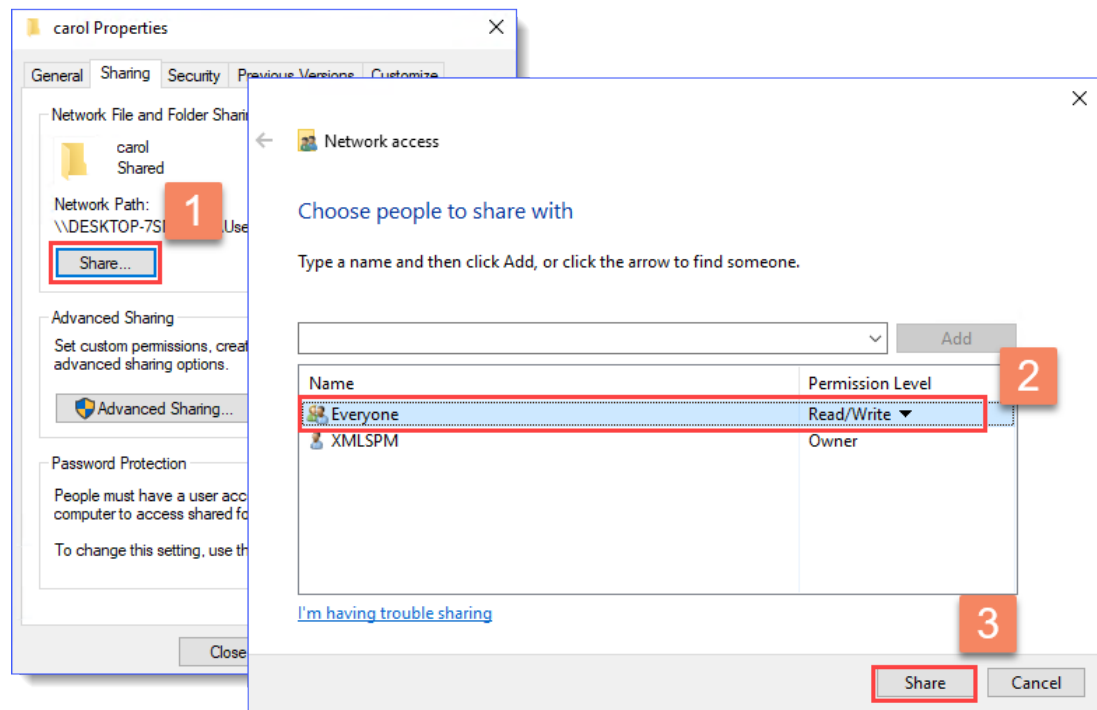 carol Properties
General Sharing Security Previous Versions Customize
Network File and Folder Shari
carol
Shared
Network Path:
\\DESKTOP-7S
Use
1
Share...
Advanced Sharing
Set custom permissions, creat
advanced sharing options.
Advanced Sharing...
Password Protection
People must have a user acc
computer to access shared fo
To change this setting, use th
Close
Network access
Choose people to share with
Type a name and then click Add, or click the arrow to find someone.
Add
2
Name Permission Level
Everyone Read/Write
XMLSPM Owner
I'm having trouble sharing
3
Share Cancel